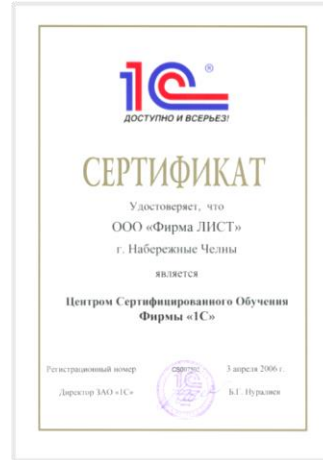 1С®
ДОСТУПНО И ВСЕРЬЕЗ!
СЕРТИФИКАТ
Удостоверяет, что
ООО «Фирма ЛИСТ»
г. Набережные Челны
является
Центром Сертифицированного Обучения
Фирмы «1С»
Регистрационный номер 3 апреля 2006 г.
Директор ЗАО «1С» Б.Г. Нуралиев